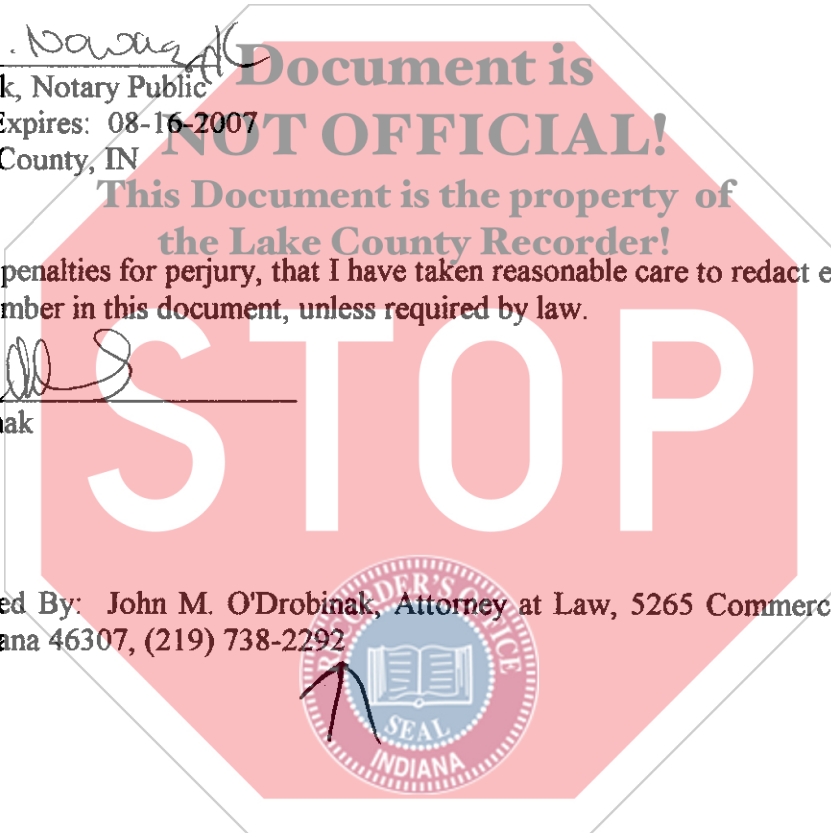 . Nowaczyk
Document is
k, Notary Public
Expires: 08-16-2007
NOT OFFICIAL!
County, IN
This Document is the property of
the Lake County Recorder!
penalties for perjury, that I have taken reasonable care to redact e
mber in this document, unless required by law.
STOP
nak
ed By: John M. O'Drobinak, Attorney at Law, 5265 Commerc
ana 46307, (219) 738-2292
RECORDER'S OFFICE
SEAL
INDIANA